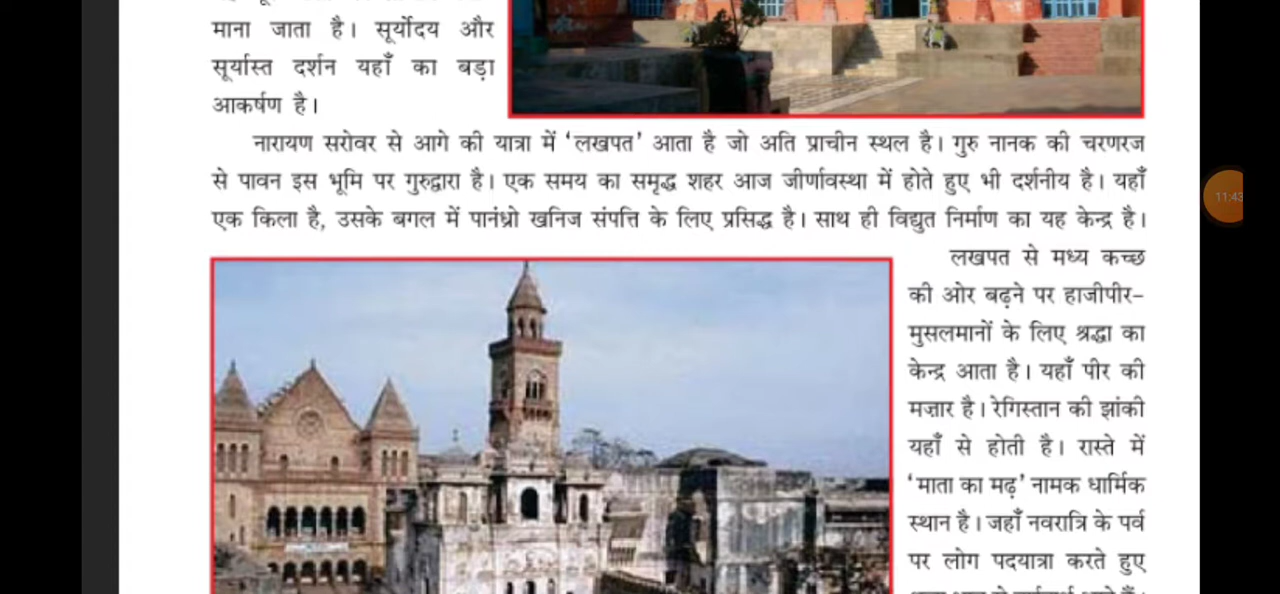 माना जाता है। सूर्योदय और
सूर्यास्त दर्शन यहाँ का बड़ा
आकर्षण है।
नारायण सरोवर से आगे की यात्रा में ‘लखपत’ आता है जो अति प्राचीन स्थल है। गुरु नानक की चरणरज
से पावन इस भूमि पर गुरुद्वारा है। एक समय का समृद्ध शहर आज जीर्णावस्था में होते हुए भी दर्शनीय है। यहाँ
एक किला है, उसके बगल में पानंध्रो खनिज संपत्ति के लिए प्रसिद्ध है। साथ ही विद्युत निर्माण का यह केन्द्र है।
लखपत से मध्य कच्छ
की ओर बढ़ने पर हाजीपीर-
मुसलमानों के लिए श्रद्धा का
केन्द्र आता है। यहाँ पीर की
मज़ार है। रेगिस्तान की झांकी
यहाँ से होती है। रास्ते में
‘माता का मढ़’ नामक धार्मिक
स्थान है। जहाँ नवरात्रि के पर्व
पर लोग पदयात्रा करते हुए
11:43